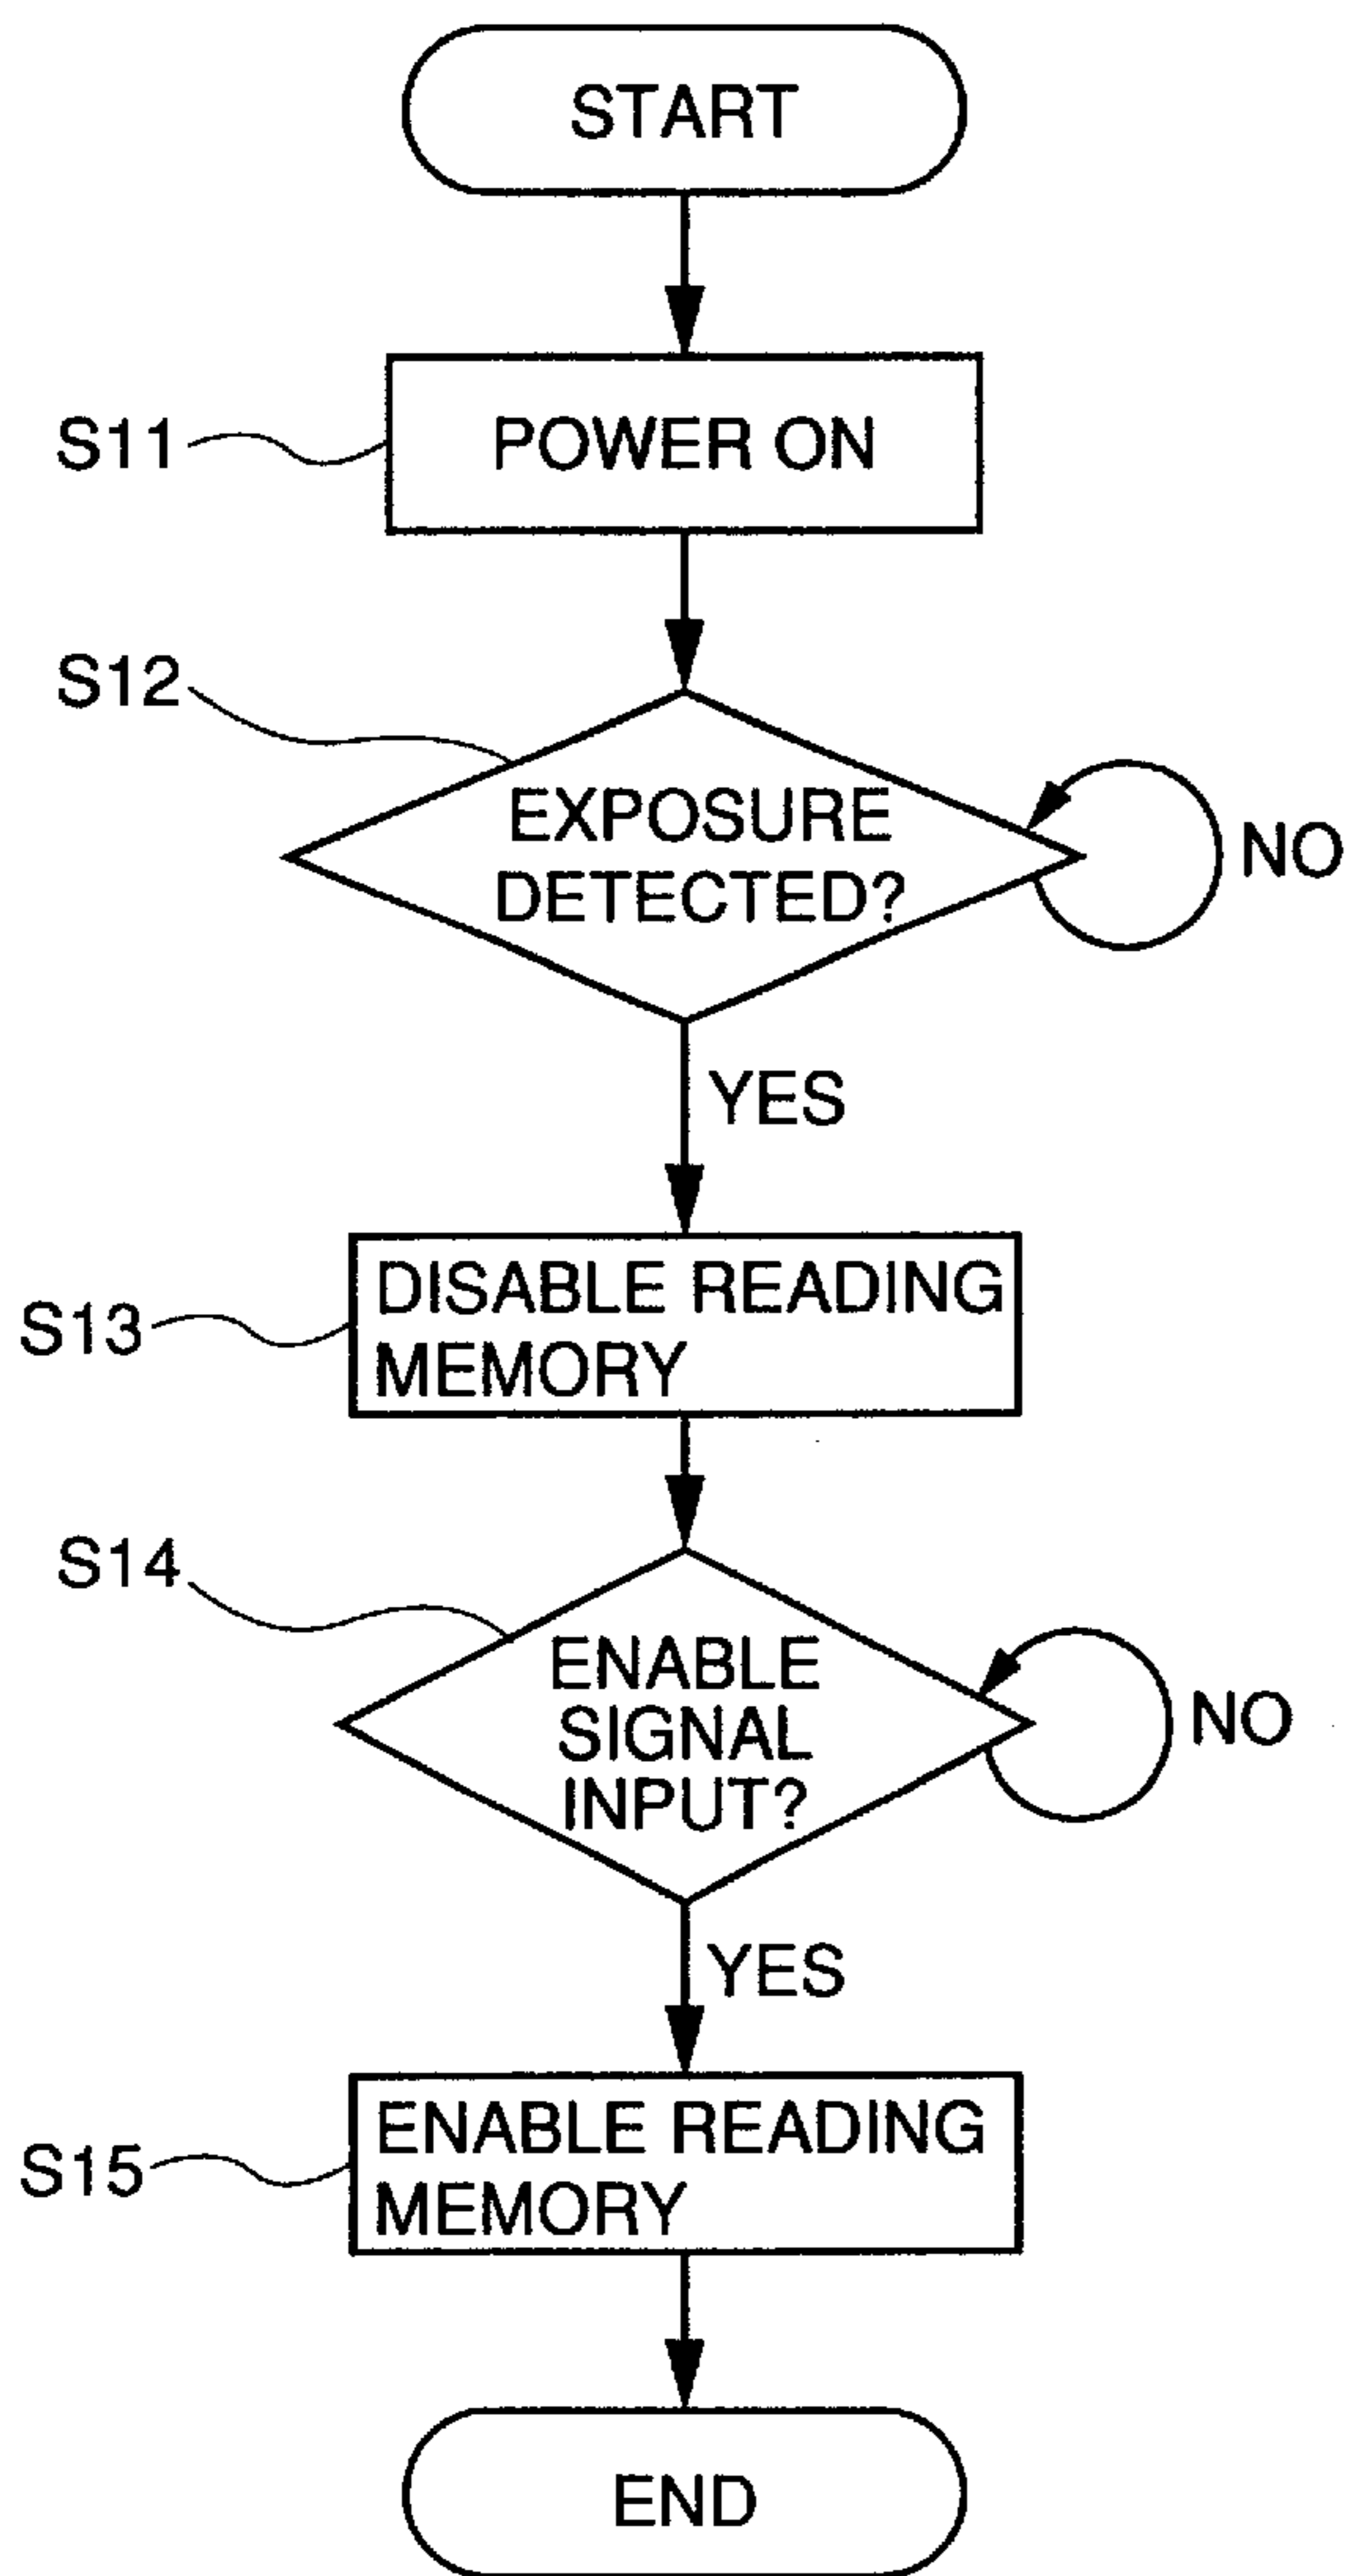 START
S11
POWER ON
S12
EXPOSURE
DETECTED?
NO
YES
S13
DISABLE READING
MEMORY
S14
ENABLE
SIGNAL
INPUT?
NO
YES
S15
ENABLE READING
MEMORY
END